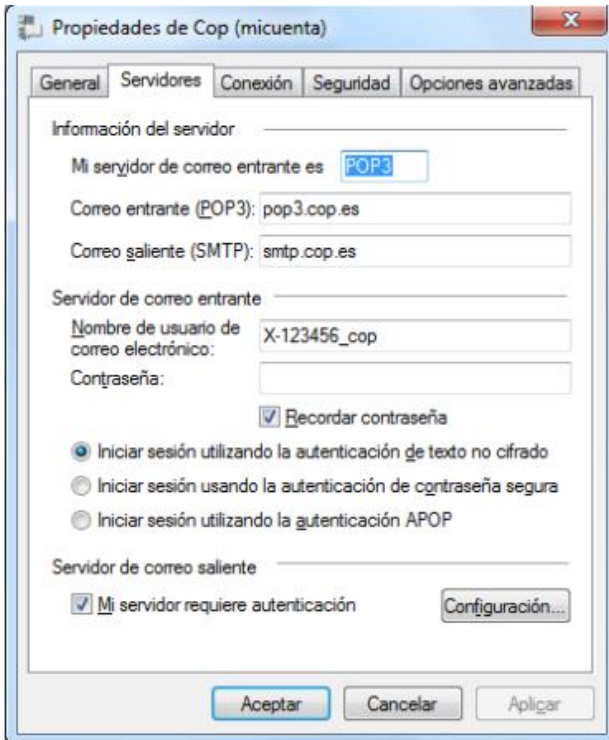 Propiedades de Cop (micuenta)
General Servidores Conexión Seguridad Opciones avanzadas
Información del servidor
Mi servidor de correo entrante es POP3
Correo entrante (POP3): pop3.cop.es
Correo saliente (SMTP): smtp.cop.es
Servidor de correo entrante
Nombre de usuario de
correo electrónico: X-123456_cop
Contraseña:
Recordar contraseña
Iniciar sesión utilizando la autenticación de texto no cifrado
Iniciar sesión usando la autenticación de contraseña segura
Iniciar sesión utilizando la autenticación APOP
Servidor de correo saliente
Mi servidor requiere autenticación Configuración...
Aceptar Cancelar Aplicar